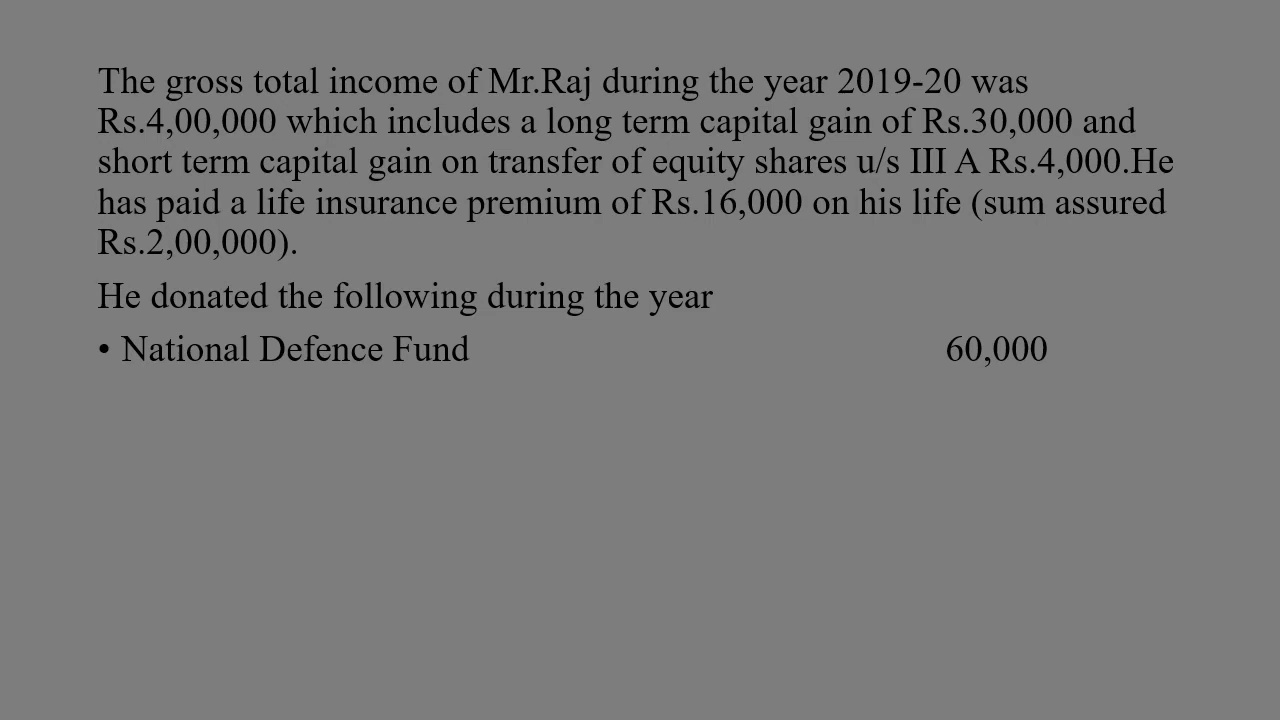 The gross total income of Mr.Raj during the year 2019-20 was
Rs.4,00,000 which includes a long term capital gain of Rs.30,000 and
short term capital gain on transfer of equity shares u/s III A Rs.4,000.He
has paid a life insurance premium of Rs.16,000 on his life (sum assured
Rs.2,00,000).
He donated the following during the year
• National Defence Fund 60,000